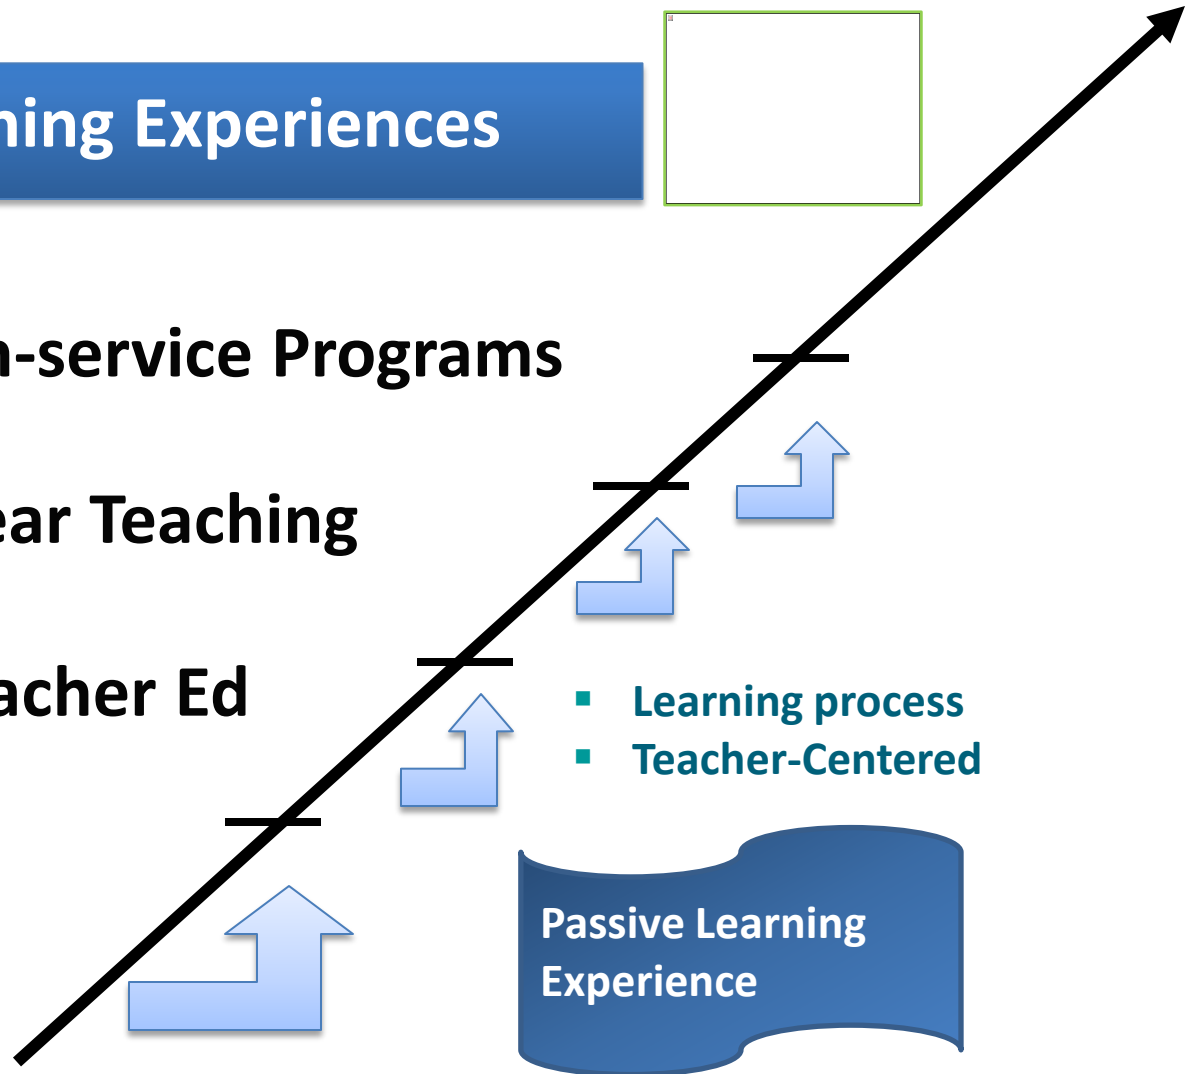 ning Experiences
n-service Programs
ear Teaching
acher Ed
▪ Learning process
▪ Teacher-Centered
Passive Learning
Experience